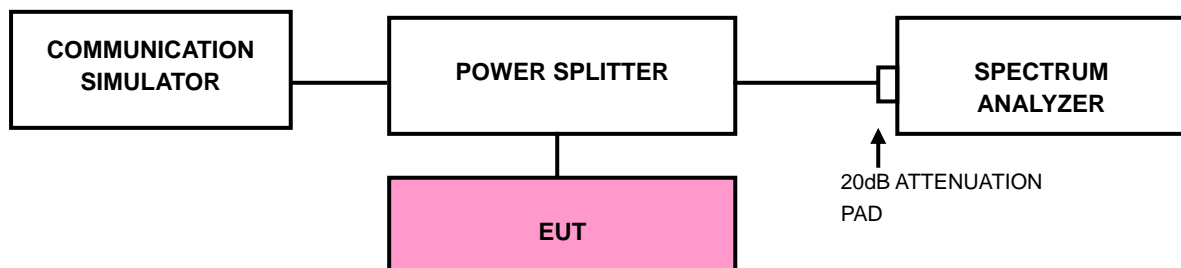 COMMUNICATION
SIMULATOR
POWER SPLITTER
SPECTRUM
ANALYZER
20dB ATTENUATION
PAD
EUT